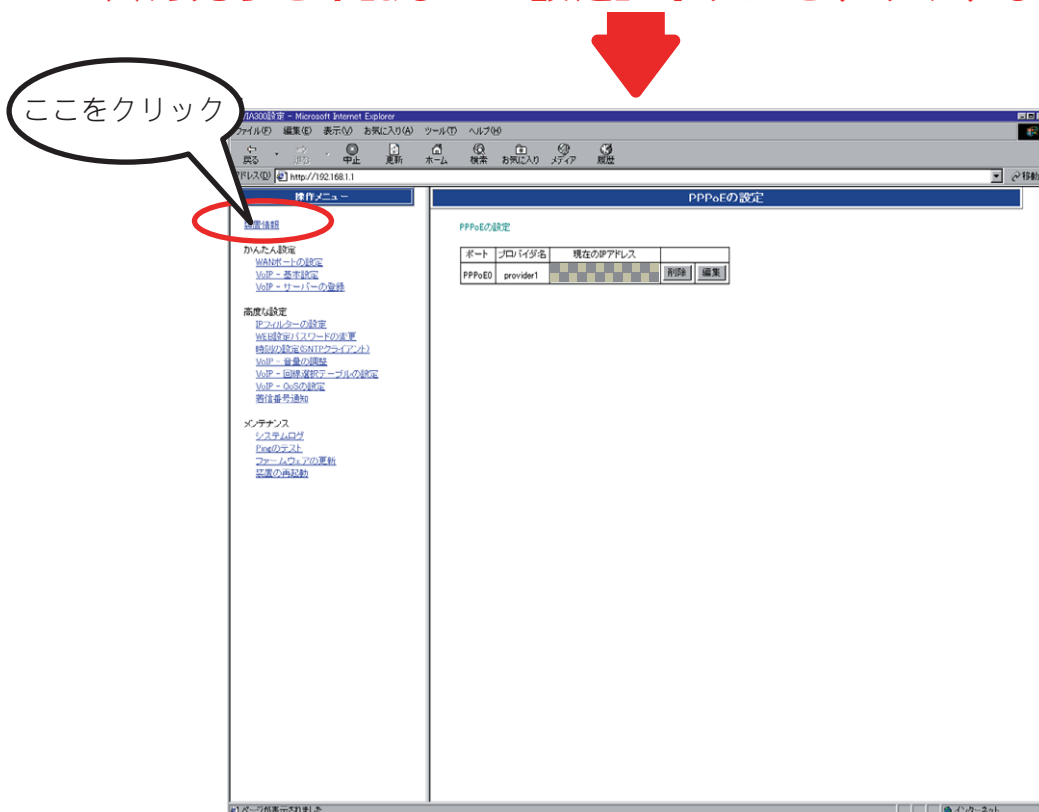 ここをクリック
VIA300設定 - Microsoft Internet Explorer
ファイル(F) 編集(E) 表示(V) お気に入り(A) ツール(T) ヘルプ(H)
戻る 進む 中止 更新 ホーム 検索 お気に入り メディア 履歴
アドレス(D) http://192.168.1.1 移動
操作メニュー
装置情報
かんたん設定
WANポートの設定
VoIP - 基本設定
VoIP - サーバーの登録
高度な設定
IPフィルターの設定
WEB設定パスワードの変更
時刻の設定(SNTPクライアント)
VoIP - 音量の調整
VoIP - 回線選択テーブルの設定
VoIP - QoSの設定
着信番号通知
メンテナンス
システムログ
Pingのテスト
ファームウェアの更新
装置の再起動
PPPoEの設定
PPPoEの設定
ポート プロバイダ名 現在のIPアドレス
PPPoE0 provider1 削除 編集
ページが表示されました インターネット